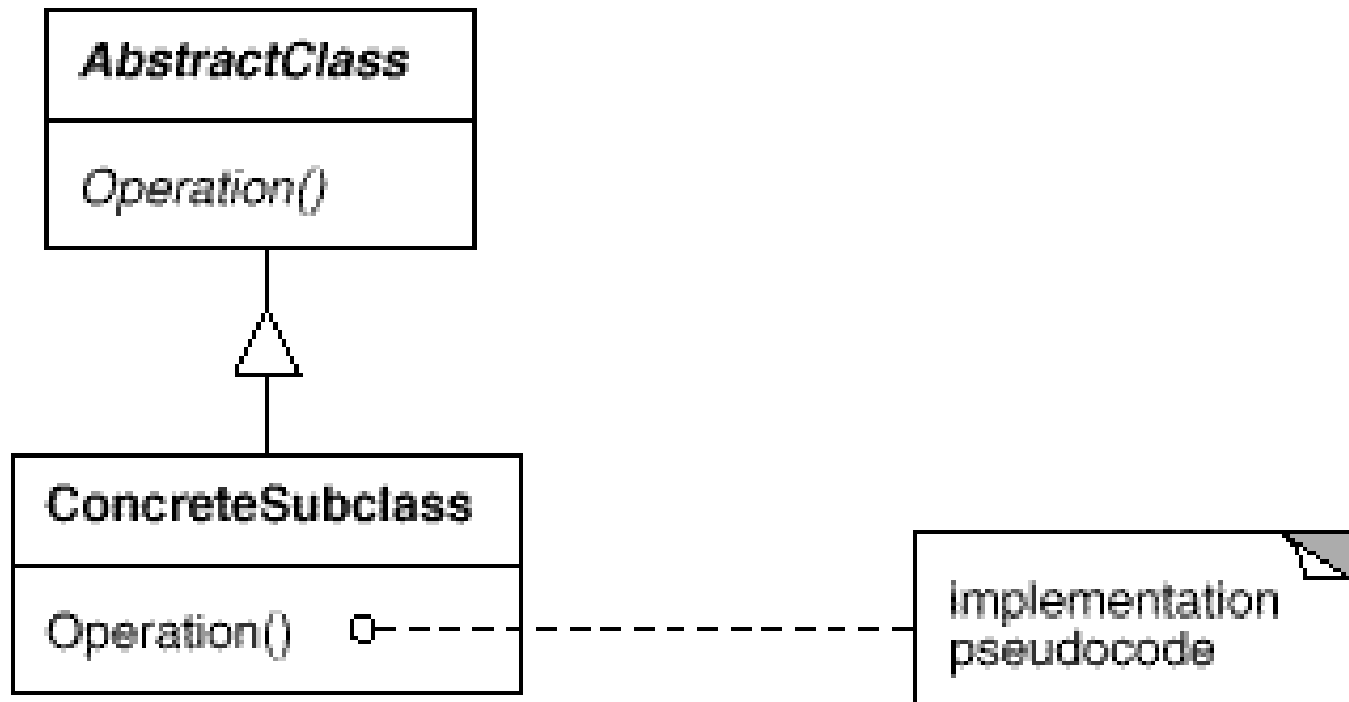 AbstractClass
Operation()
ConcreteSubclass
Operation()
implementation
pseudocode